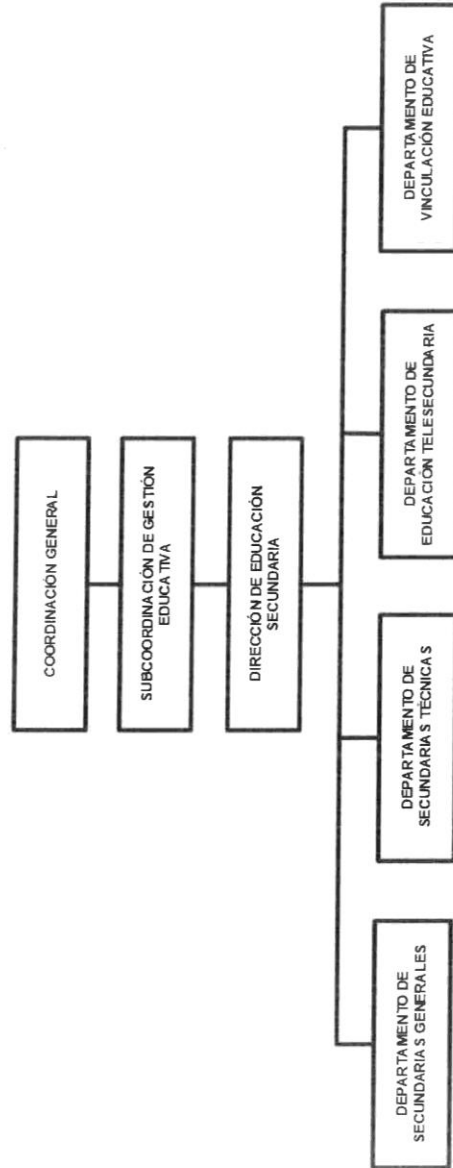 COORDINACIÓN GENERAL
SUBCOORDINACIÓN DE GESTIÓN
EDUCATIVA
DIRECCIÓN DE EDUCACIÓN
SECUNDARIA
DEPARTAMENTO DE
SECUNDARIAS GENERALES
DEPARTAMENTO DE
SECUNDARIAS TÉCNICAS
DEPARTAMENTO DE
EDUCACIÓN TELESECUNDARIA
DEPARTAMENTO DE
VINCULACIÓN EDUCATIVA